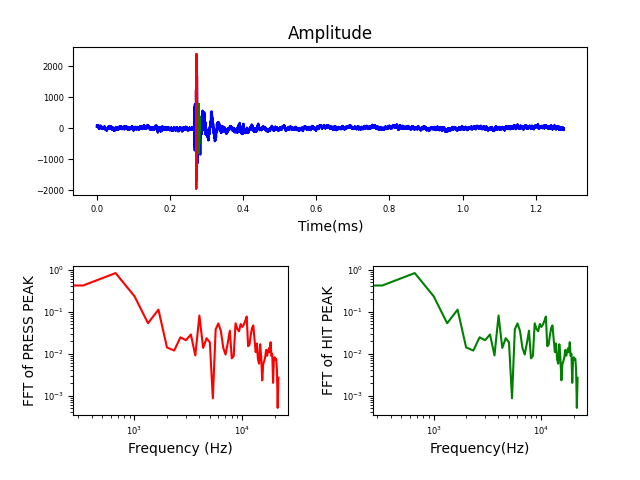 Amplitude
2000
1000
0
−1000
−2000
0.0 0.2 0.4 0.6 0.8 1.0 1.2
Time(ms)
FFT of PRESS PEAK
10⁰
10⁻¹
10⁻²
10⁻³
10³ 10⁴
Frequency (Hz)
FFT of HIT PEAK
10⁰
10⁻¹
10⁻²
10⁻³
10³ 10⁴
Frequency(Hz)